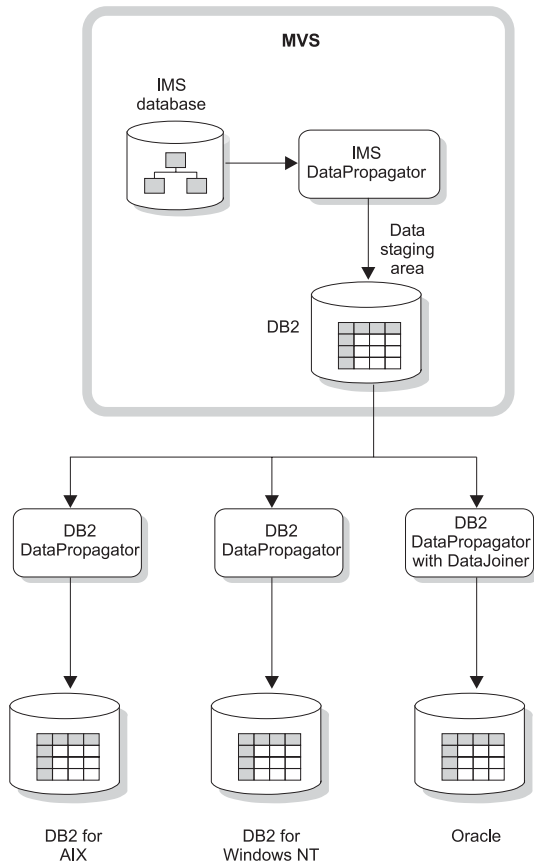 MVS
IMS
database
IMS
DataPropagator
Data
staging
area
DB2
DB2
DataPropagator
DB2
DataPropagator
DB2
DataPropagator
with DataJoiner
DB2 for
AIX
DB2 for
Windows NT
Oracle